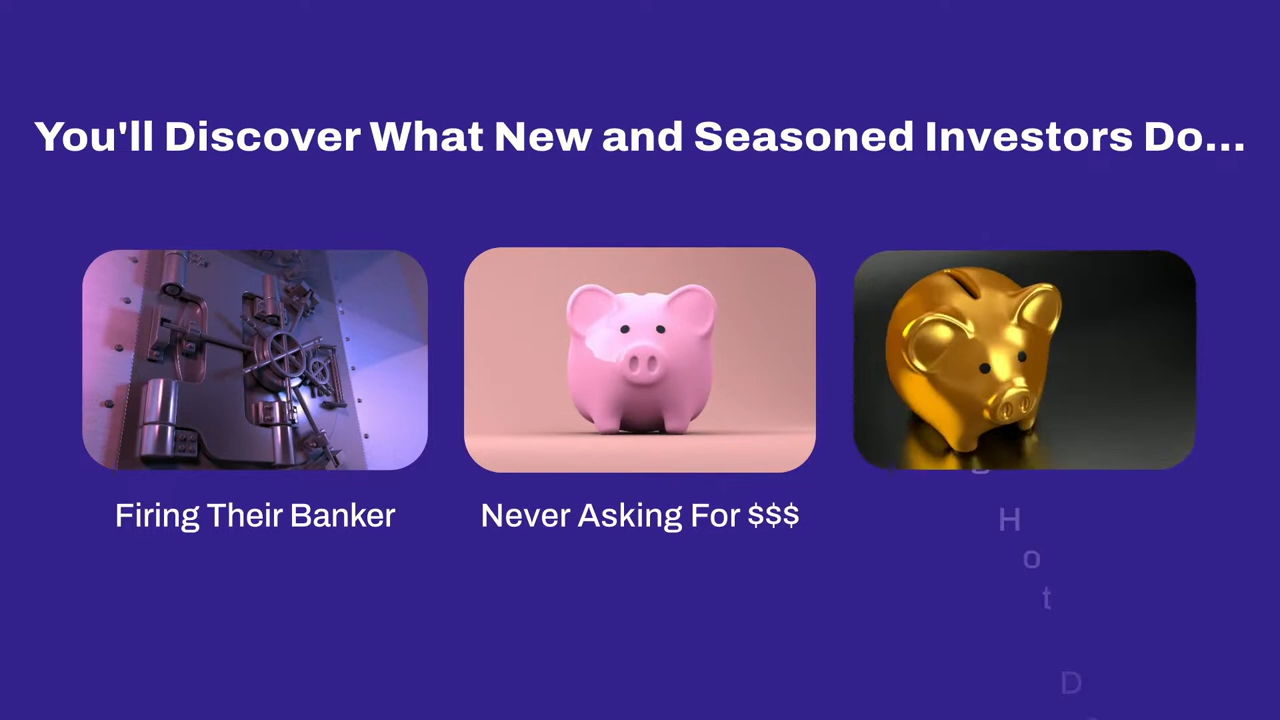 You'll Discover What New and Seasoned Investors Do...
Firing Their Banker
Never Asking For $$$
g
H
o
t
D